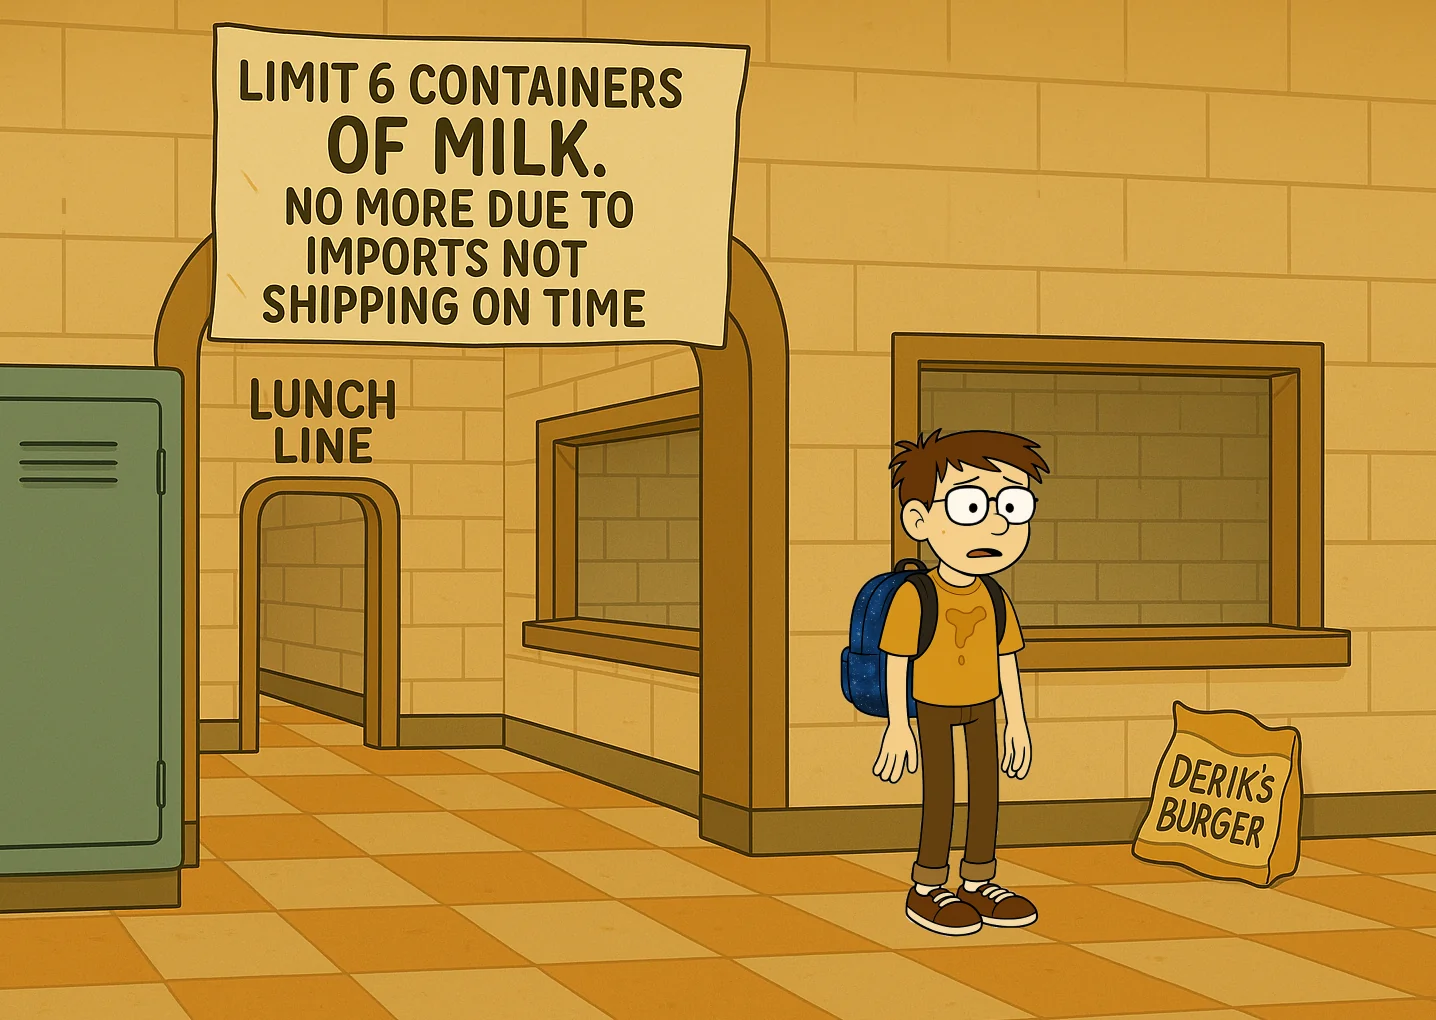 LIMIT 6 CONTAINERS
OF MILK.
NO MORE DUE TO
IMPORTS NOT
SHIPPING ON TIME
LUNCH
LINE
DERIK'S
BURGER